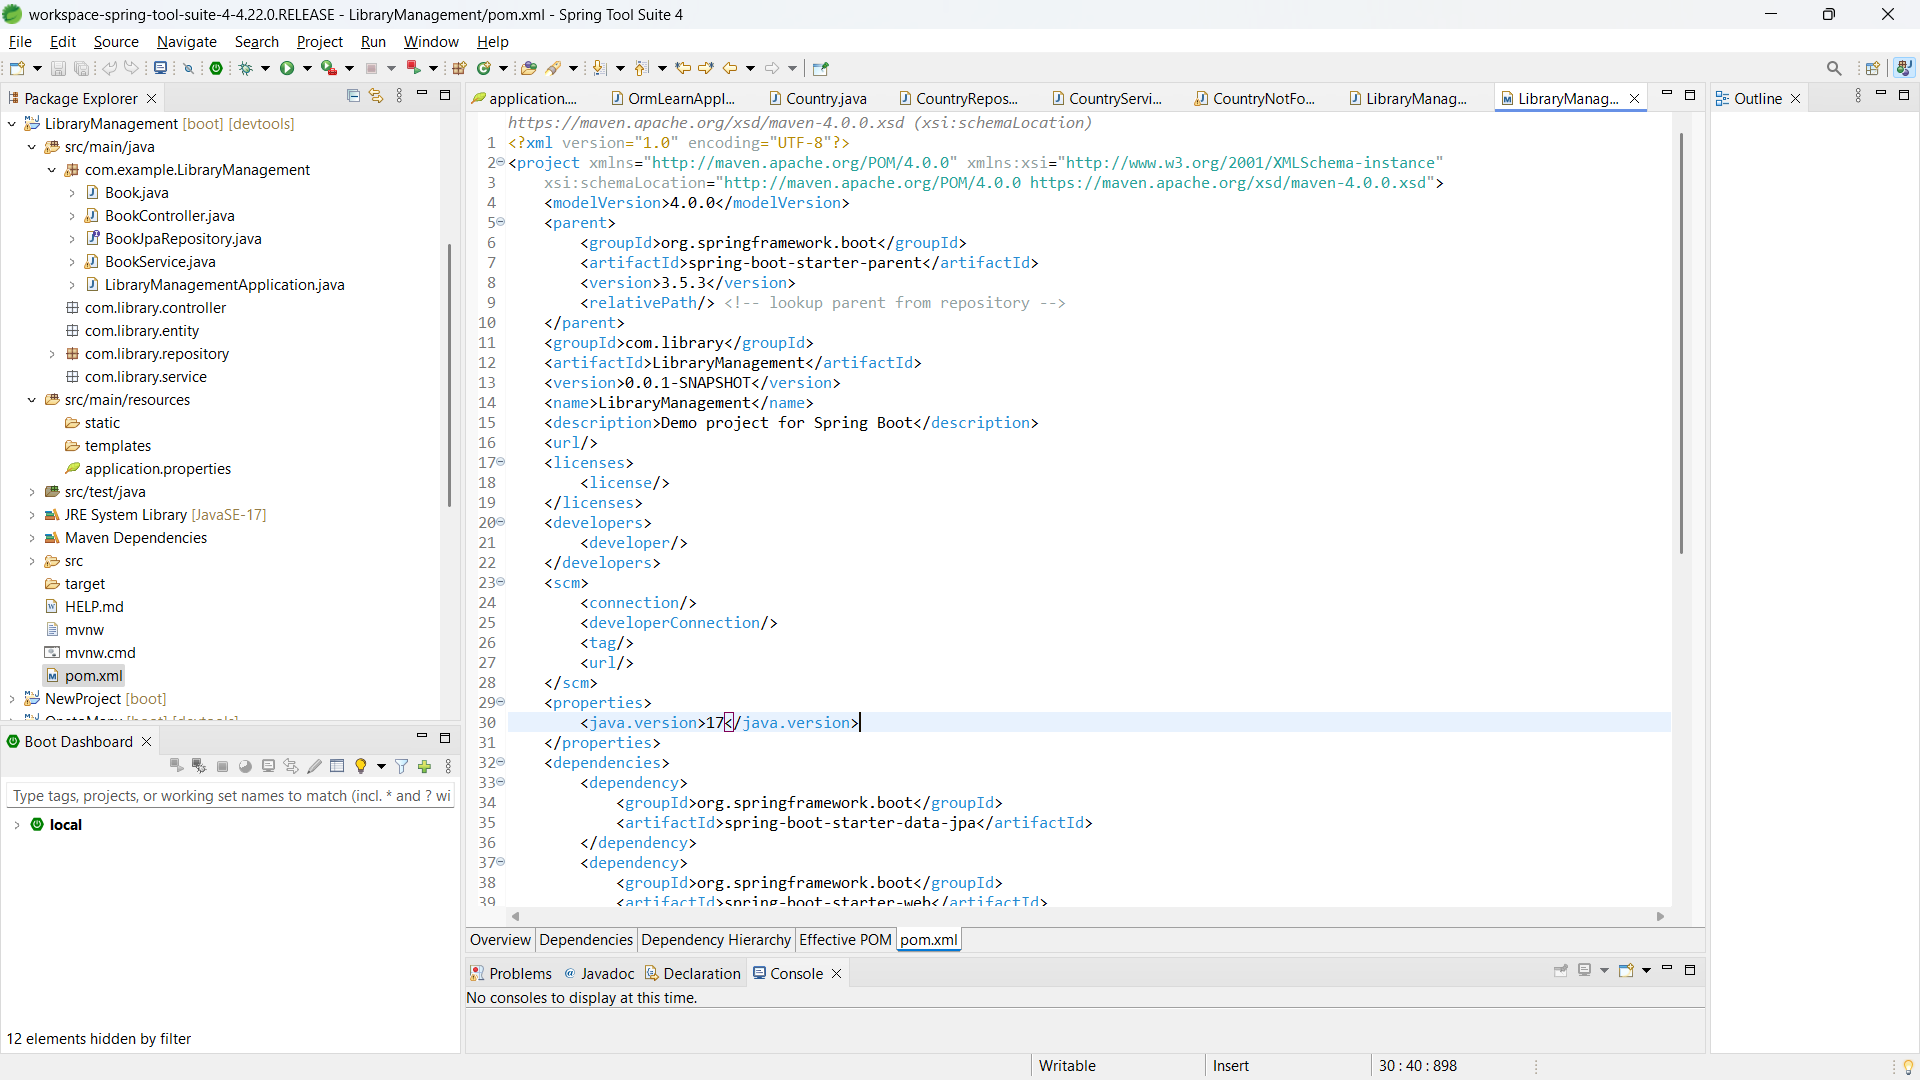 workspace-spring-tool-suite-4-4.22.0.RELEASE - LibraryManagement/pom.xml - Spring Tool Suite 4
File Edit Source Navigate Search Project Run Window Help
Package Explorer
LibraryManagement [boot] [devtools]
src/main/java
com.example.LibraryManagement
Book.java
BookController.java
BookJpaRepository.java
BookService.java
LibraryManagementApplication.java
com.library.controller
com.library.entity
com.library.repository
com.library.service
src/main/resources
static
templates
application.properties
src/test/java
JRE System Library [JavaSE-17]
Maven Dependencies
src
target
HELP.md
mvnw
mvnw.cmd
pom.xml
NewProject [boot]
Boot Dashboard
Type tags, projects, or working set names to match (incl. * and ? wi
local
12 elements hidden by filter
application.... OrmLearnAppl... Country.java CountryRepos... CountryServi... CountryNotFo... LibraryManag... LibraryManag...
https://maven.apache.org/xsd/maven-4.0.0.xsd (xsi:schemaLocation)
1 <?xml version="1.0" encoding="UTF-8"?>
2 <project xmlns="http://maven.apache.org/POM/4.0.0" xmlns:xsi="http://www.w3.org/2001/XMLSchema-instance"
3 xsi:schemaLocation="http://maven.apache.org/POM/4.0.0 https://maven.apache.org/xsd/maven-4.0.0.xsd">
4 <modelVersion>4.0.0</modelVersion>
5 <parent>
6 <groupId>org.springframework.boot</groupId>
7 <artifactId>spring-boot-starter-parent</artifactId>
8 <version>3.5.3</version>
9 <relativePath/> <!-- lookup parent from repository -->
10 </parent>
11 <groupId>com.library</groupId>
12 <artifactId>LibraryManagement</artifactId>
13 <version>0.0.1-SNAPSHOT</version>
14 <name>LibraryManagement</name>
15 <description>Demo project for Spring Boot</description>
16 <url/>
17 <licenses>
18 <license/>
19 </licenses>
20 <developers>
21 <developer/>
22 </developers>
23 <scm>
24 <connection/>
25 <developerConnection/>
26 <tag/>
27 <url/>
28 </scm>
29 <properties>
30 <java.version>17</java.version>
31 </properties>
32 <dependencies>
33 <dependency>
34 <groupId>org.springframework.boot</groupId>
35 <artifactId>spring-boot-starter-data-jpa</artifactId>
36 </dependency>
37 <dependency>
38 <groupId>org.springframework.boot</groupId>
39 <artifactId>spring-boot-starter-web</artifactId>
Overview Dependencies Dependency Hierarchy Effective POM pom.xml
Problems Javadoc Declaration Console
No consoles to display at this time.
Outline
Writable Insert 30 : 40 : 898